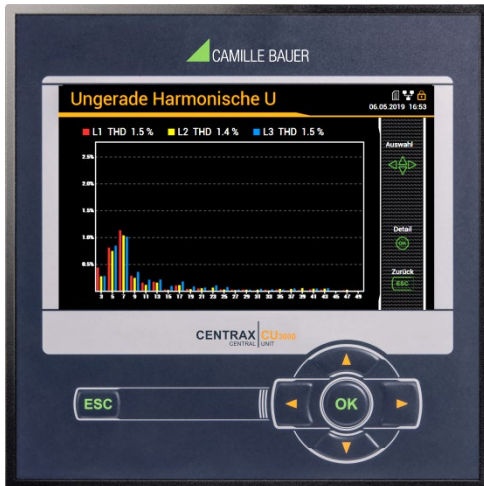 CAMILLE BAUER
Ungerade Harmonische U
06.05.2019 16:53
L1 THD 1.5 % L2 THD 1.4 % L3 THD 1.5 %
Auswahl
2.5%
2.0%
1.5%
1.0%
0.5%
Detail
OK
Zurück
ESC
3 5 7 9 11 13 15 17 19 21 23 25 27 29 31 33 35 37 39 41 43 45 47 49
CENTRAX CU3000
CENTRAL UNIT
ESC
OK